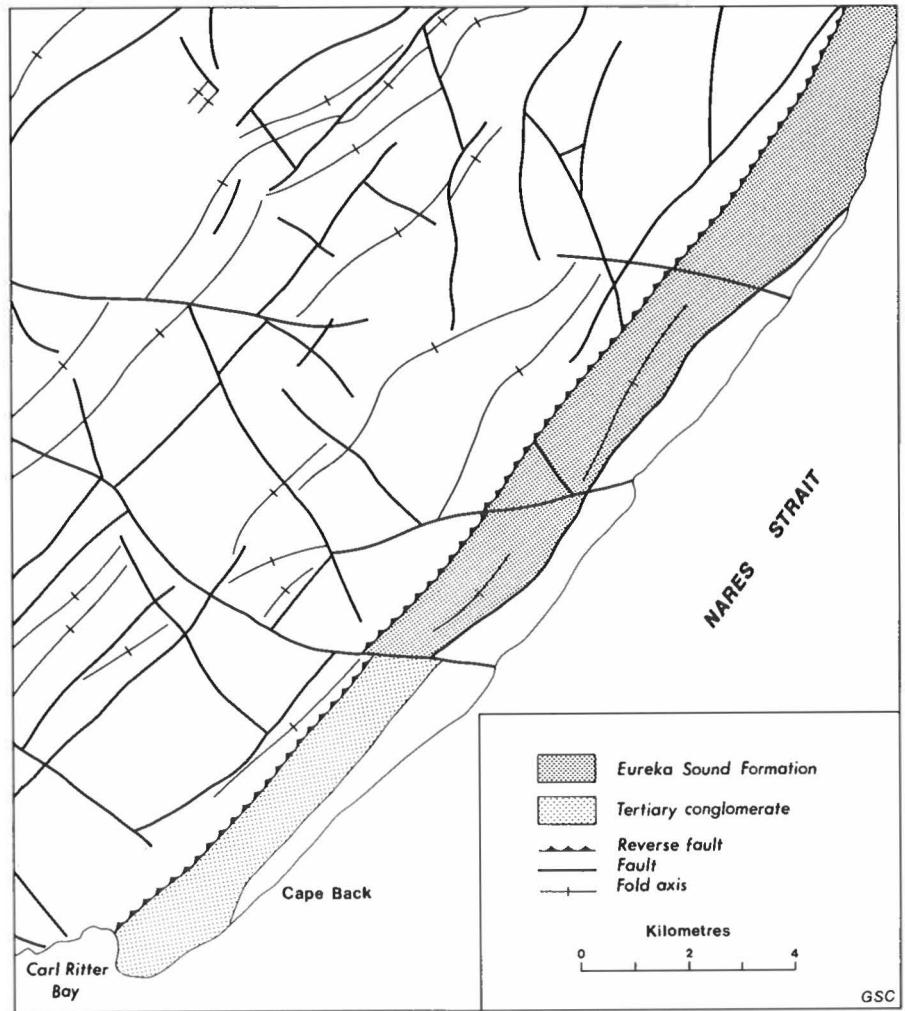 NARES STRAIT
Cape Back
Carl Ritter
Bay
Eureka Sound Formation
Tertiary conglomerate
Reverse fault
Fault
Fold axis
Kilometres
0 2 4
GSC